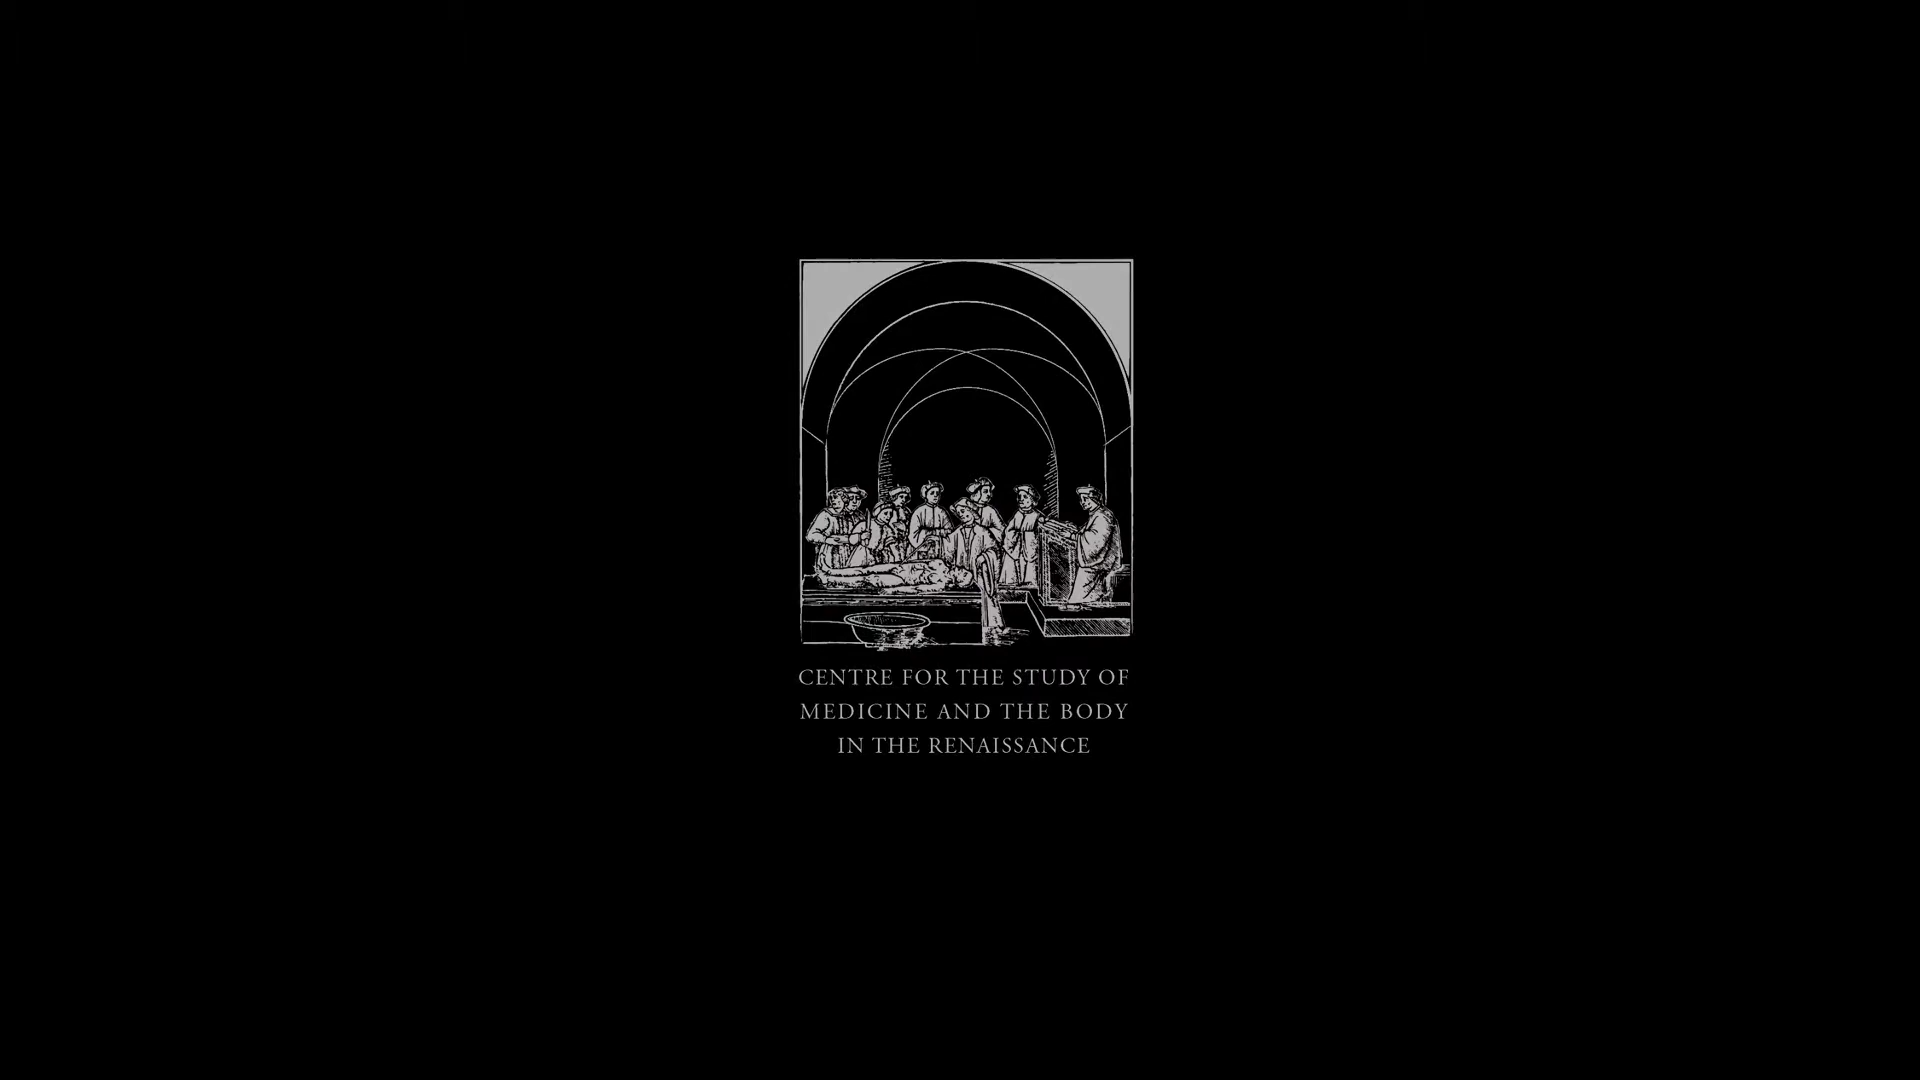 CENTRE FOR THE STUDY OF
MEDICINE AND THE BODY
IN THE RENAISSANCE